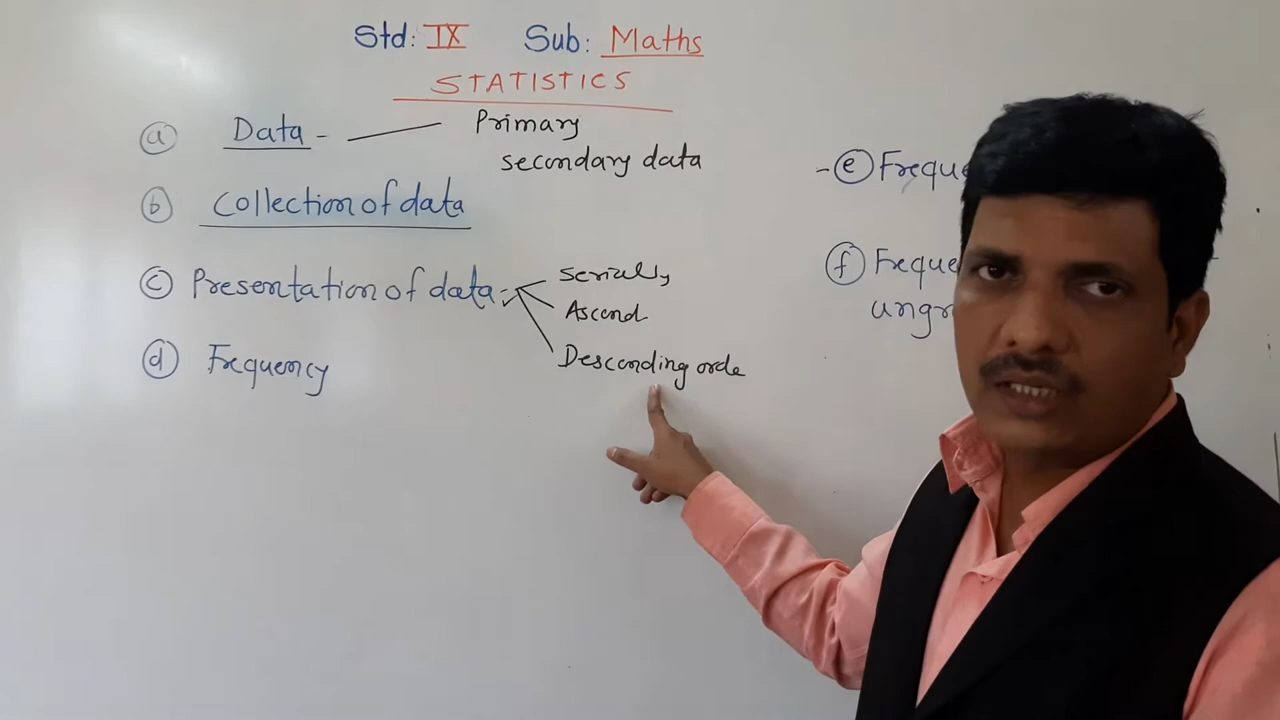 Std: IX Sub: Maths
STATISTICS
(a) Data - Primary
secondary data
(b) Collection of data
(c) Presentation of data - serially
Ascend
Descending orde
(d) Frequency
- (e) Frequе
(f) Freque
ungr